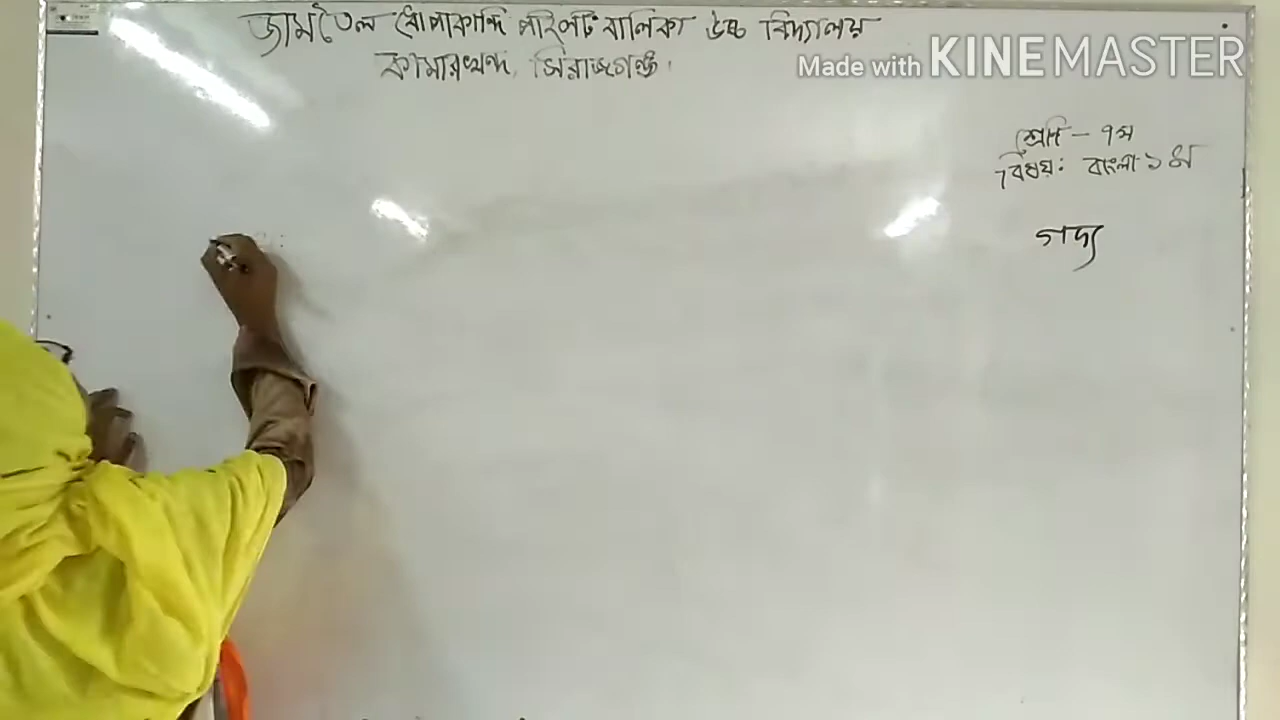 জামতৈল ধোপাকান্দি পাইলট বালিকা উচ্চ বিদ্যালয়
কামারখন্দ, সিরাজগঞ্জ।
Made with KINEMASTER
শ্রেণি - ৭ম
বিষয়: বাংলা ১ম
গদ্য